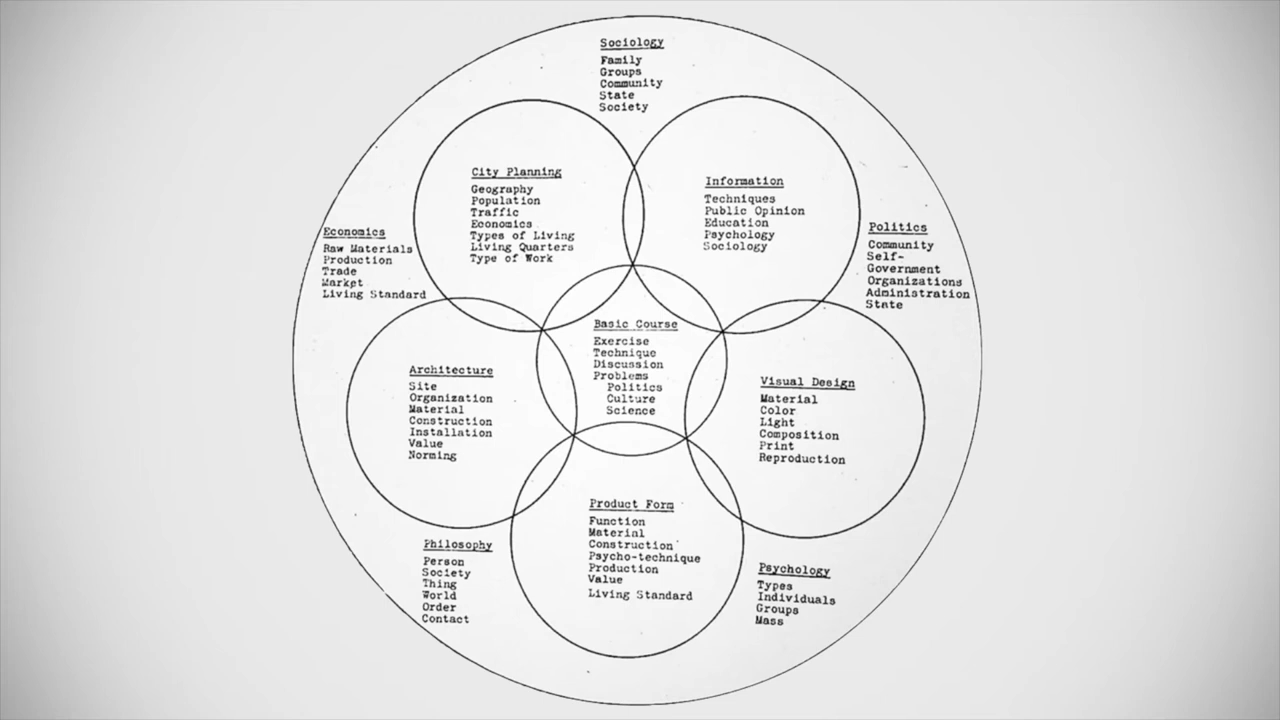 Sociology
Family
Groups
Community
State
Society
City Planning
Geography
Population
Traffic
Economics
Types of Living
Living Quarters
Type of Work
Information
Techniques
Public Opinion
Education
Psychology
Sociology
Economics
Raw Materials
Production
Trade
Market
Living Standard
Politics
Community
Self-
Government
Organizations
Administration
State
Basic Course
Exercise
Technique
Discussion
Problems
Politics
Culture
Science
Architecture
Site
Organization
Material
Construction
Installation
Value
Norming
Visual Design
Material
Color
Light
Composition
Print
Reproduction
Product Form
Function
Material
Construction
Psycho-technique
Production
Value
Living Standard
Philosophy
Person
Society
Thing
World
Order
Contact
Psychology
Types
Individuals
Groups
Mass